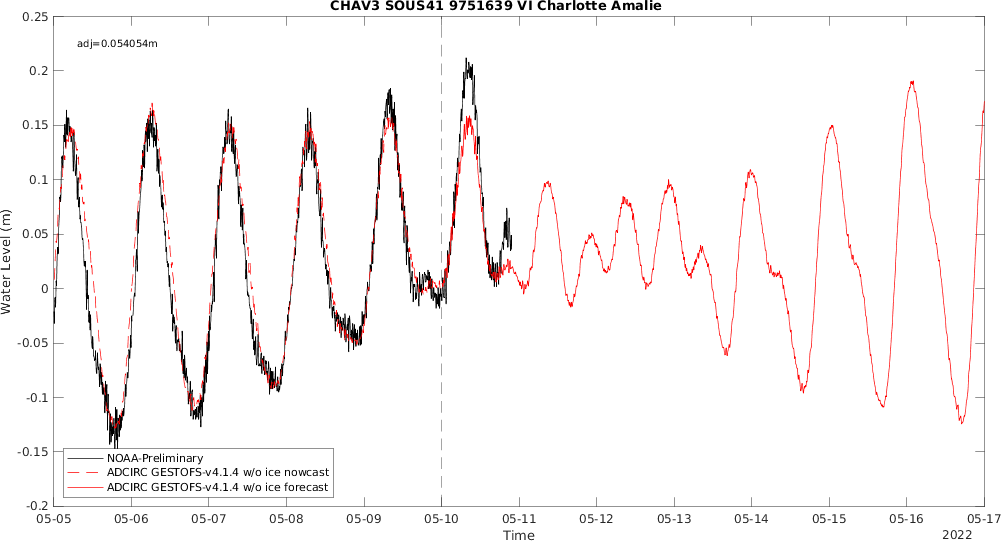 CHAV3 SOUS41 9751639 VI Charlotte Amalie
adj=0.054054m
0.25
0.2
0.15
0.1
0.05
0
-0.05
-0.1
-0.15
-0.2
Water Level (m)
NOAA-Preliminary
ADCIRC GESTOFS-v4.1.4 w/o ice nowcast
ADCIRC GESTOFS-v4.1.4 w/o ice forecast
05-05 05-06 05-07 05-08 05-09 05-10 05-11 05-12 05-13 05-14 05-15 05-16 05-17
Time
2022